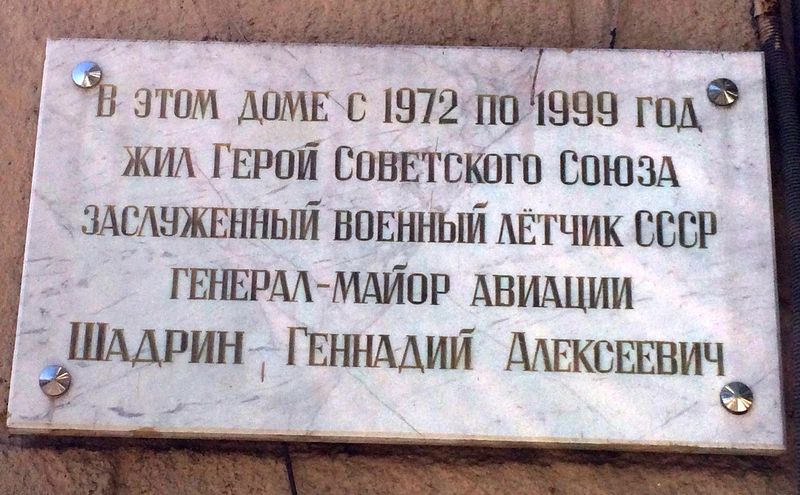 В ЭТОМ ДОМЕ С 1972 ПО 1999 ГОД
ЖИЛ ГЕРОЙ СОВЕТСКОГО СОЮЗА
ЗАСЛУЖЕННЫЙ ВОЕННЫЙ ЛЁТЧИК СССР
ГЕНЕРАЛ-МАЙОР АВИАЦИИ
ШАДРИН ГЕННАДИЙ АЛЕКСЕЕВИЧ